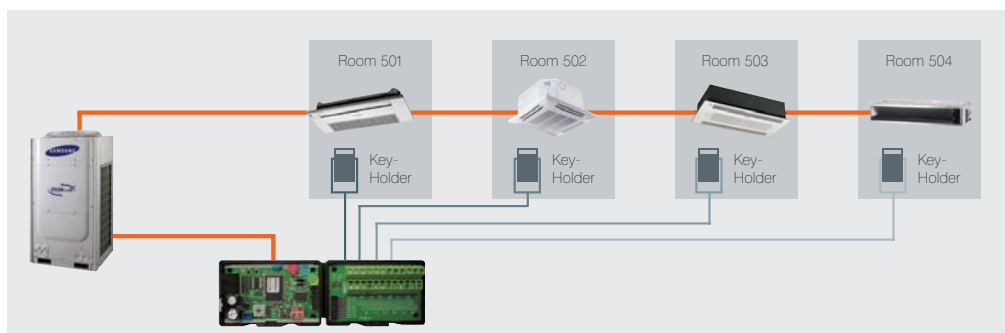 Room 501
Room 502
Room 503
Room 504
SAMSUNG
Key-
Holder
Key-
Holder
Key-
Holder
Key-
Holder